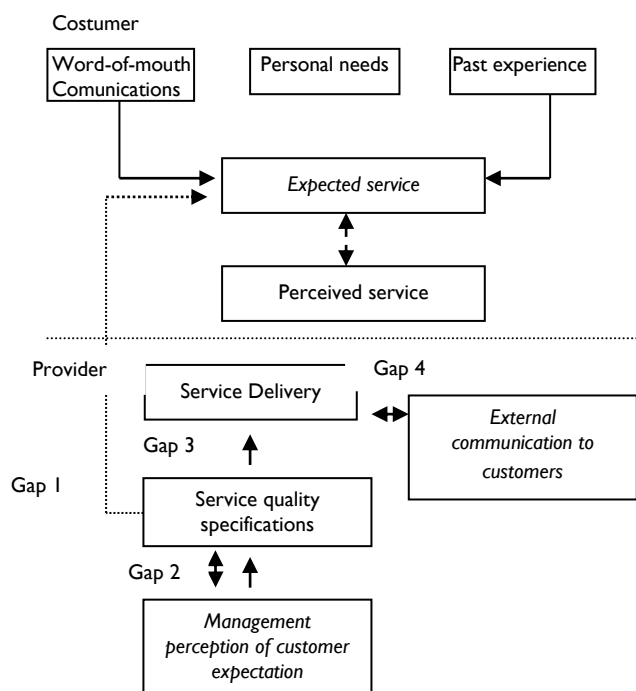 Costumer
Word-of-mouth
Comunications
Personal needs
Past experience
Expected service
Perceived service
Provider
Gap 4
Service Delivery
External
communication to
customers
Gap 3
Gap 1
Service quality
specifications
Gap 2
Management
perception of customer
expectation